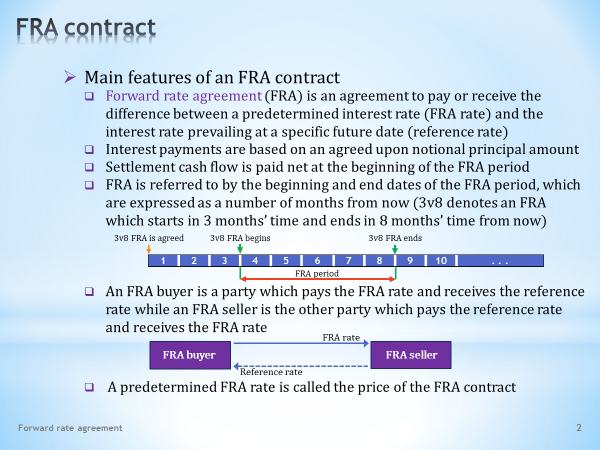 FRA contract
Main features of an FRA contract
Forward rate agreement (FRA) is an agreement to pay or receive the
difference between a predetermined interest rate (FRA rate) and the
interest rate prevailing at a specific future date (reference rate)
Interest payments are based on an agreed upon notional principal amount
Settlement cash flow is paid net at the beginning of the FRA period
FRA is referred to by the beginning and end dates of the FRA period, which
are expressed as a number of months from now (3v8 denotes an FRA
which starts in 3 months’ time and ends in 8 months’ time from now)
3v8 FRA is agreed 3v8 FRA begins 3v8 FRA ends
1 2 3 4 5 6 7 8 9 10 ...
FRA period
An FRA buyer is a party which pays the FRA rate and receives the reference
rate while an FRA seller is the other party which pays the reference rate
and receives the FRA rate
FRA rate
FRA buyer FRA seller
Reference rate
A predetermined FRA rate is called the price of the FRA contract
Forward rate agreement 2